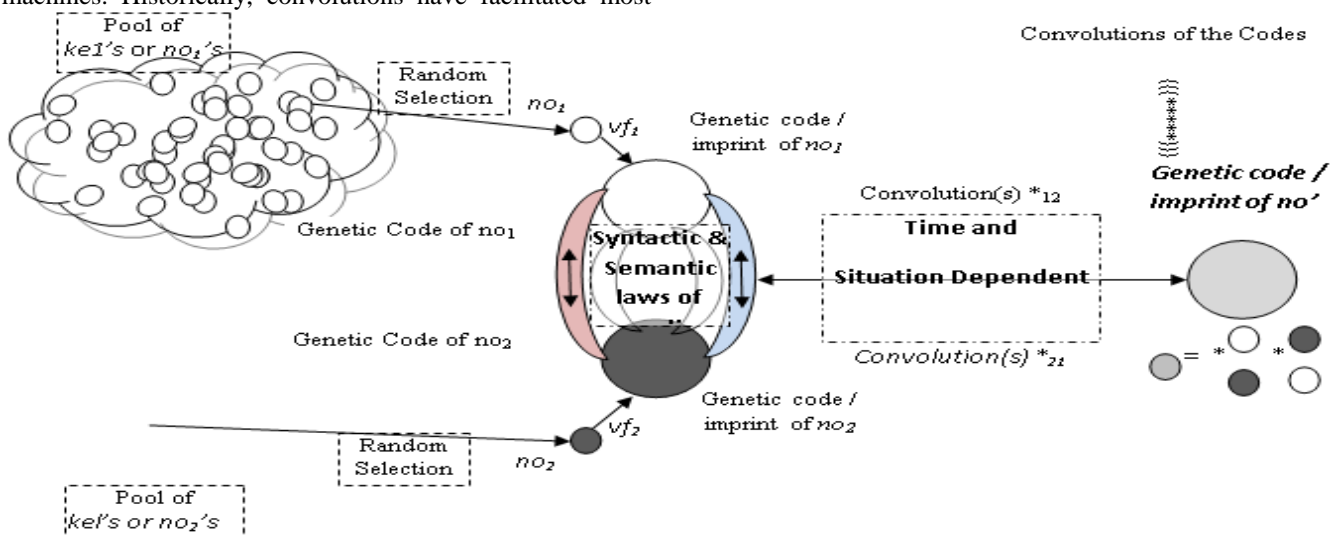 machines. Historically, convolutions have facilitated most
Pool of
ke1's or no₁'s
Random
Selection
no₁
vf₁
Genetic code /
imprint of no₁
Genetic Code of no₁
Syntactic &
Semantic
laws of
Genetic Code of no₂
Genetic code /
imprint of no₂
vf₂
no₂
Random
Selection
Pool of
kel's or no₂'s
Convolution(s) *₁₂
Time and
Situation Dependent
Convolution(s) *₂₁
Convolutions of the Codes
≀≀*****≀≀
Genetic code /
imprint of no'
= * *